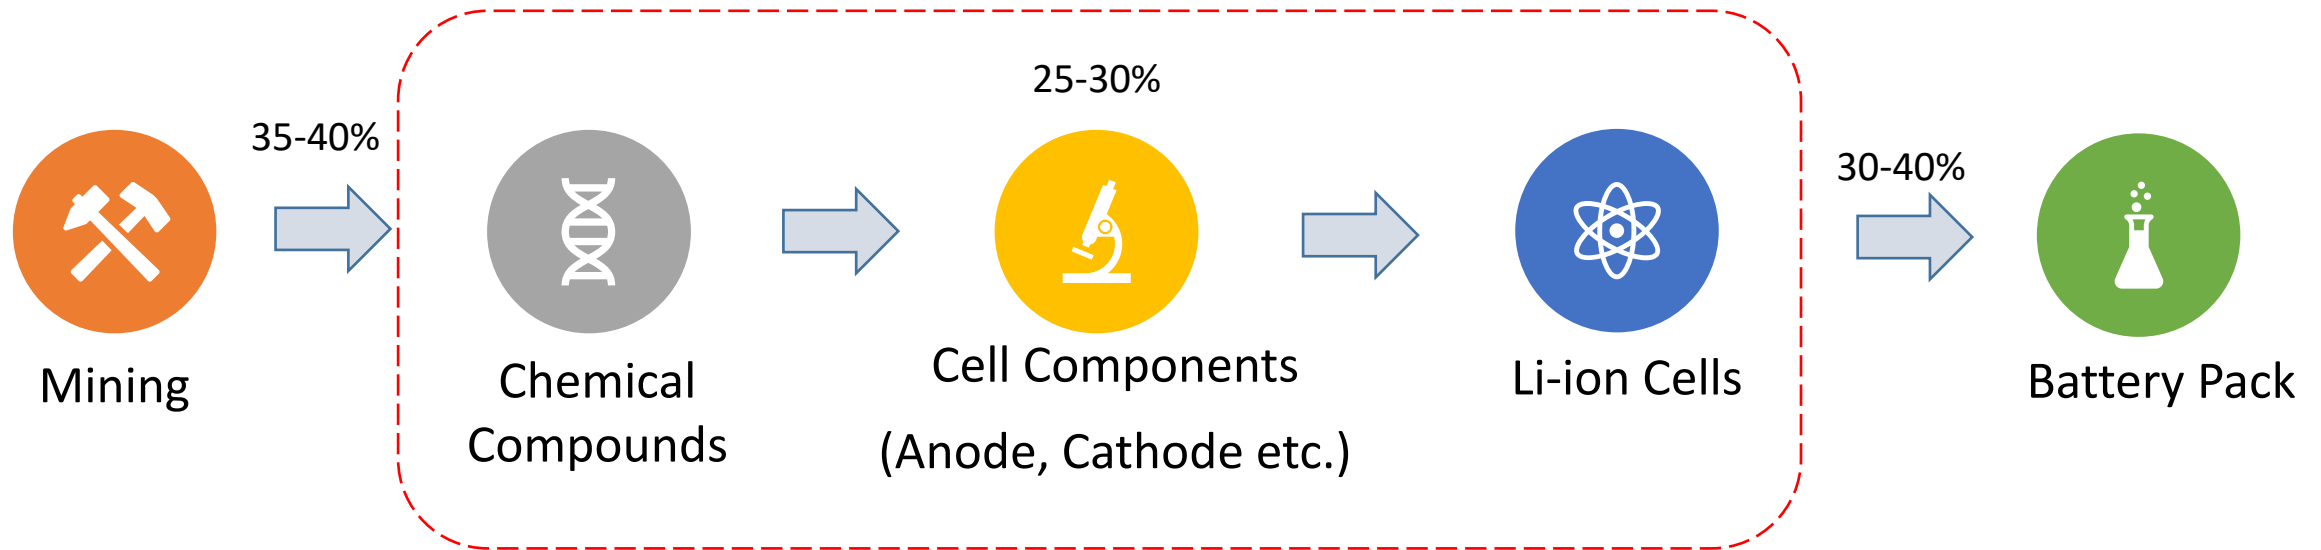 35-40%
25-30%
30-40%
Mining
Chemical
Compounds
Cell Components
(Anode, Cathode etc.)
Li-ion Cells
Battery Pack